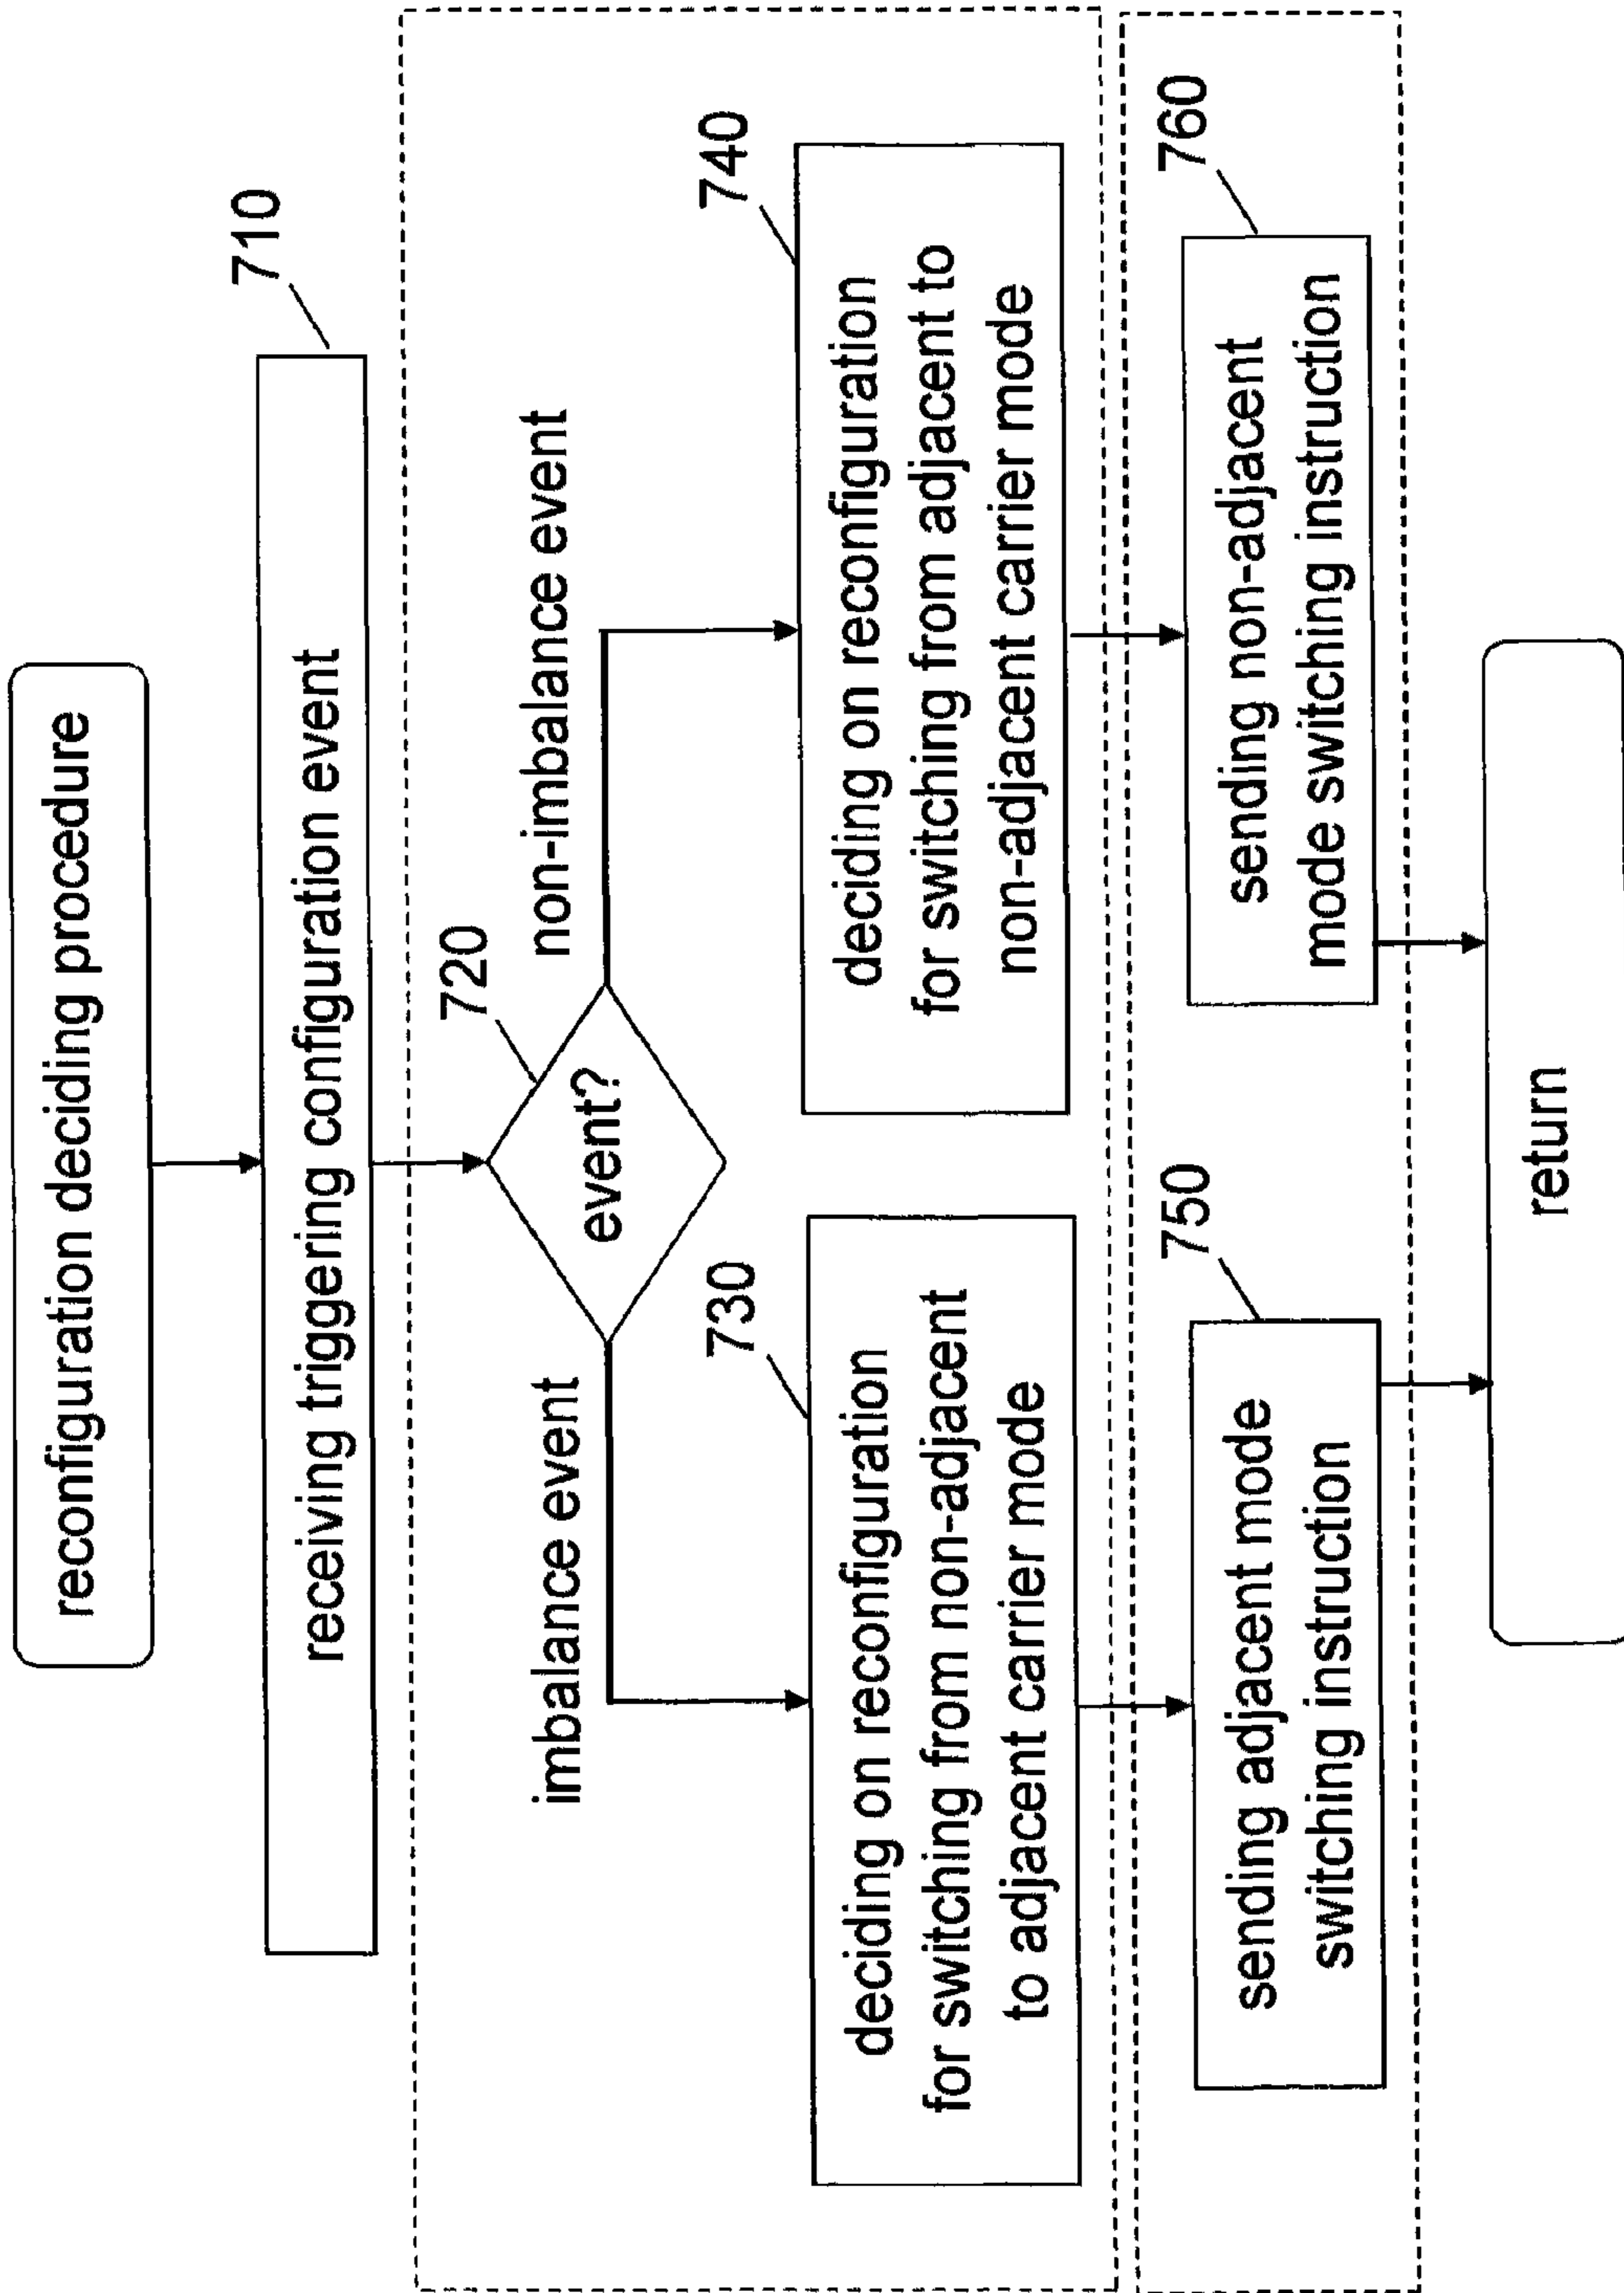 reconfiguration deciding procedure
710
receiving triggering configuration event
720
event?
imbalance event
non-imbalance event
730
deciding on reconfiguration
for switching from non-adjacent
to adjacent carrier mode
740
deciding on reconfiguration
for switching from adjacent to
non-adjacent carrier mode
750
sending adjacent mode
switching instruction
760
sending non-adjacent
mode switching instruction
return